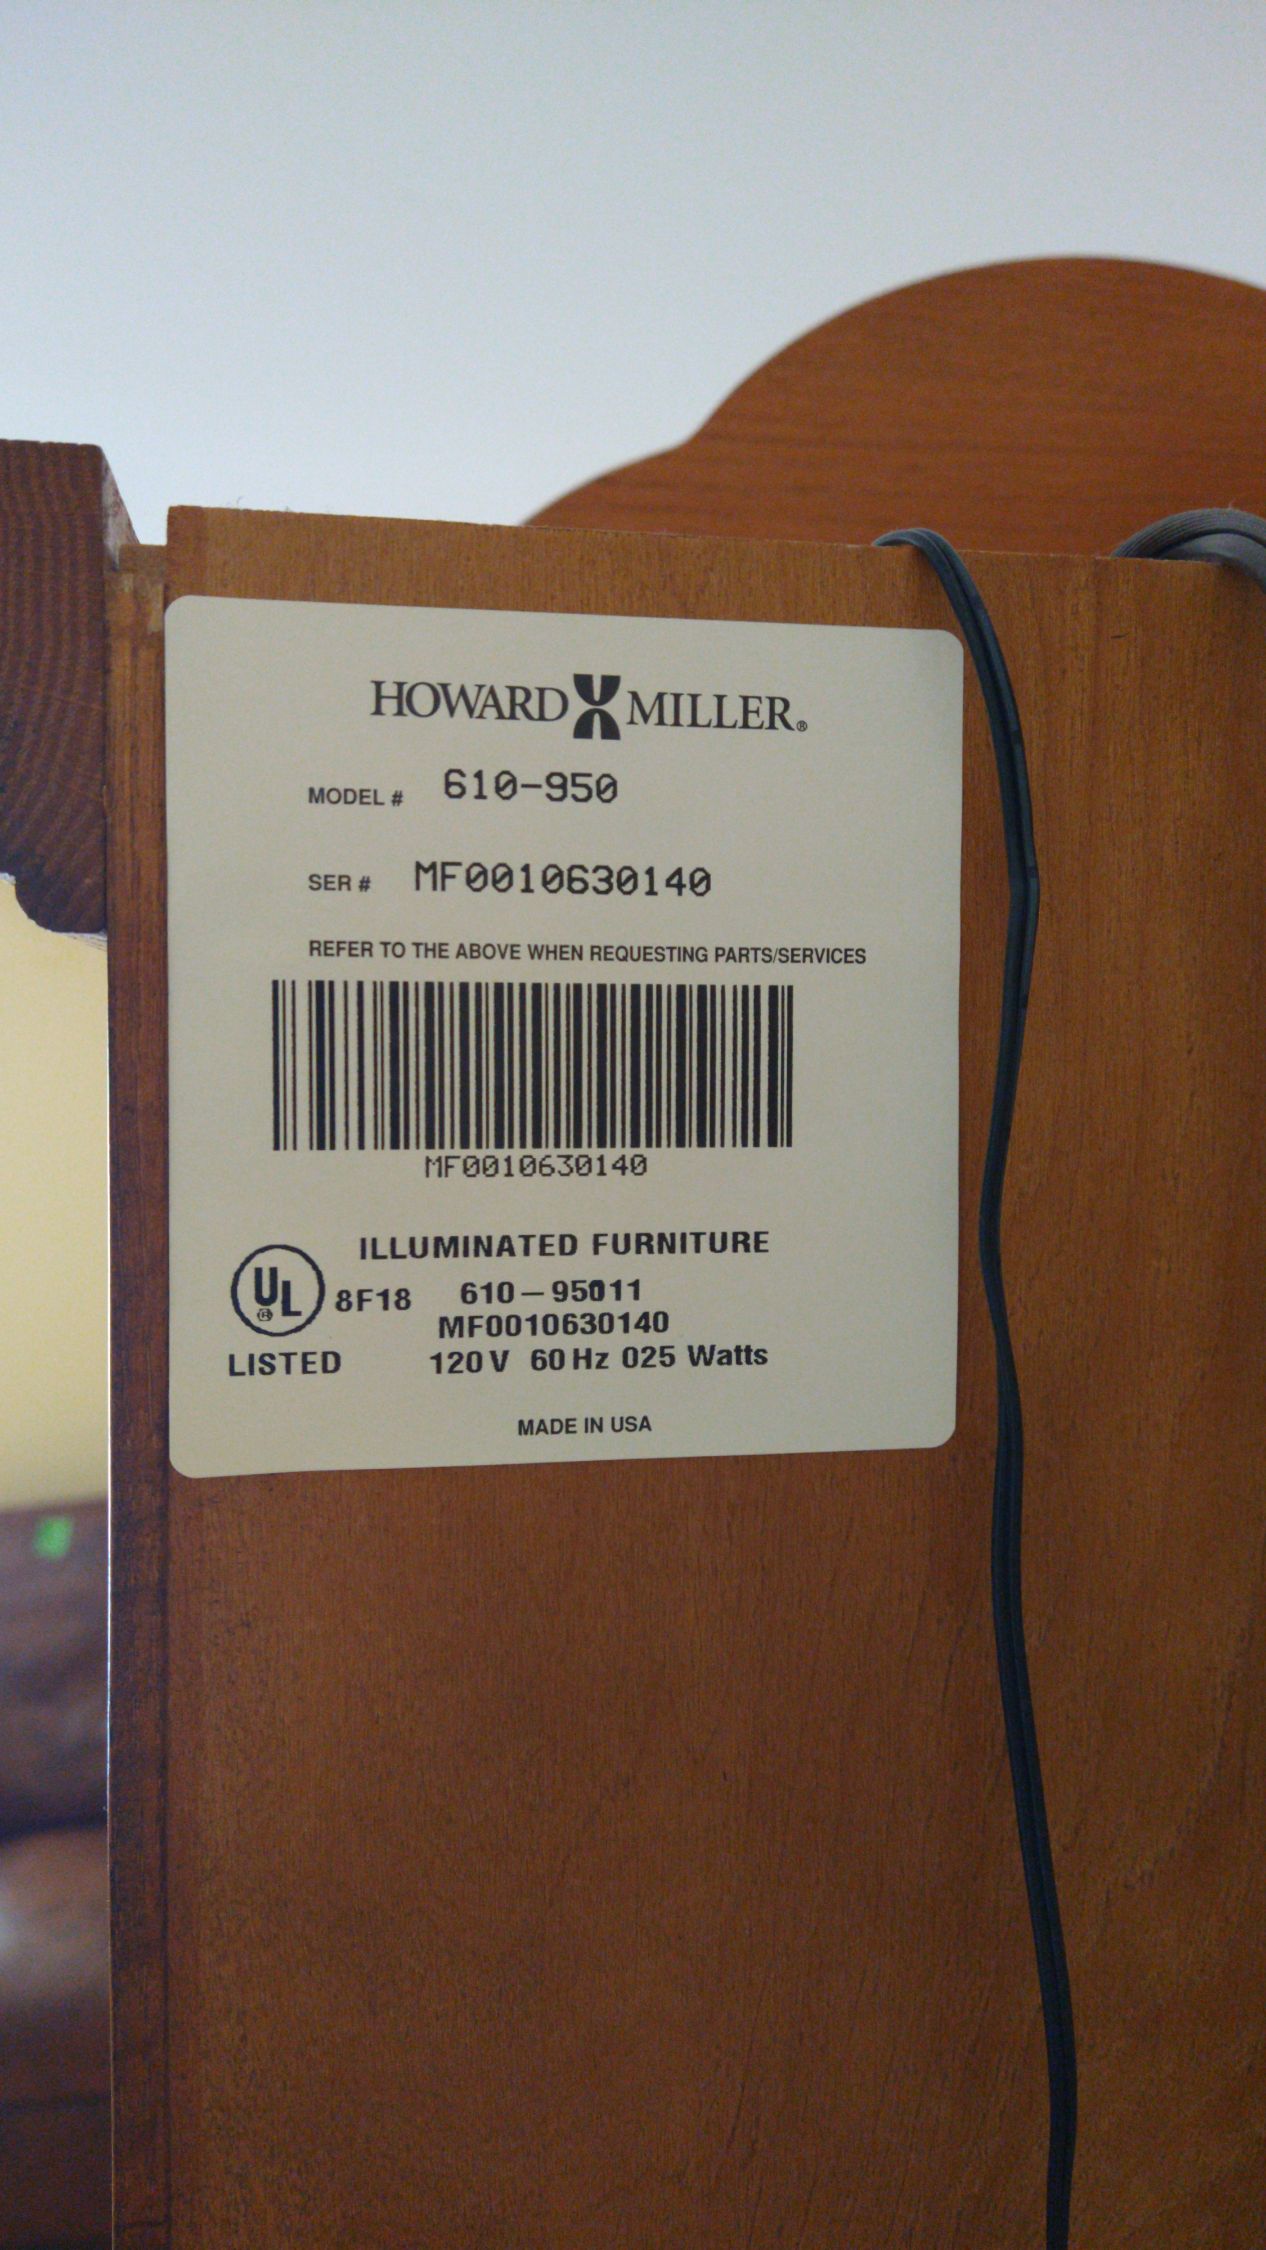 HOWARD MILLER®
MODEL # 610-950
SER # MF0010630140
REFER TO THE ABOVE WHEN REQUESTING PARTS/SERVICES
MF0010630140
ILLUMINATED FURNITURE
UL® 8F18 610-95011
MF0010630140
LISTED 120V 60Hz 025 Watts
MADE IN USA